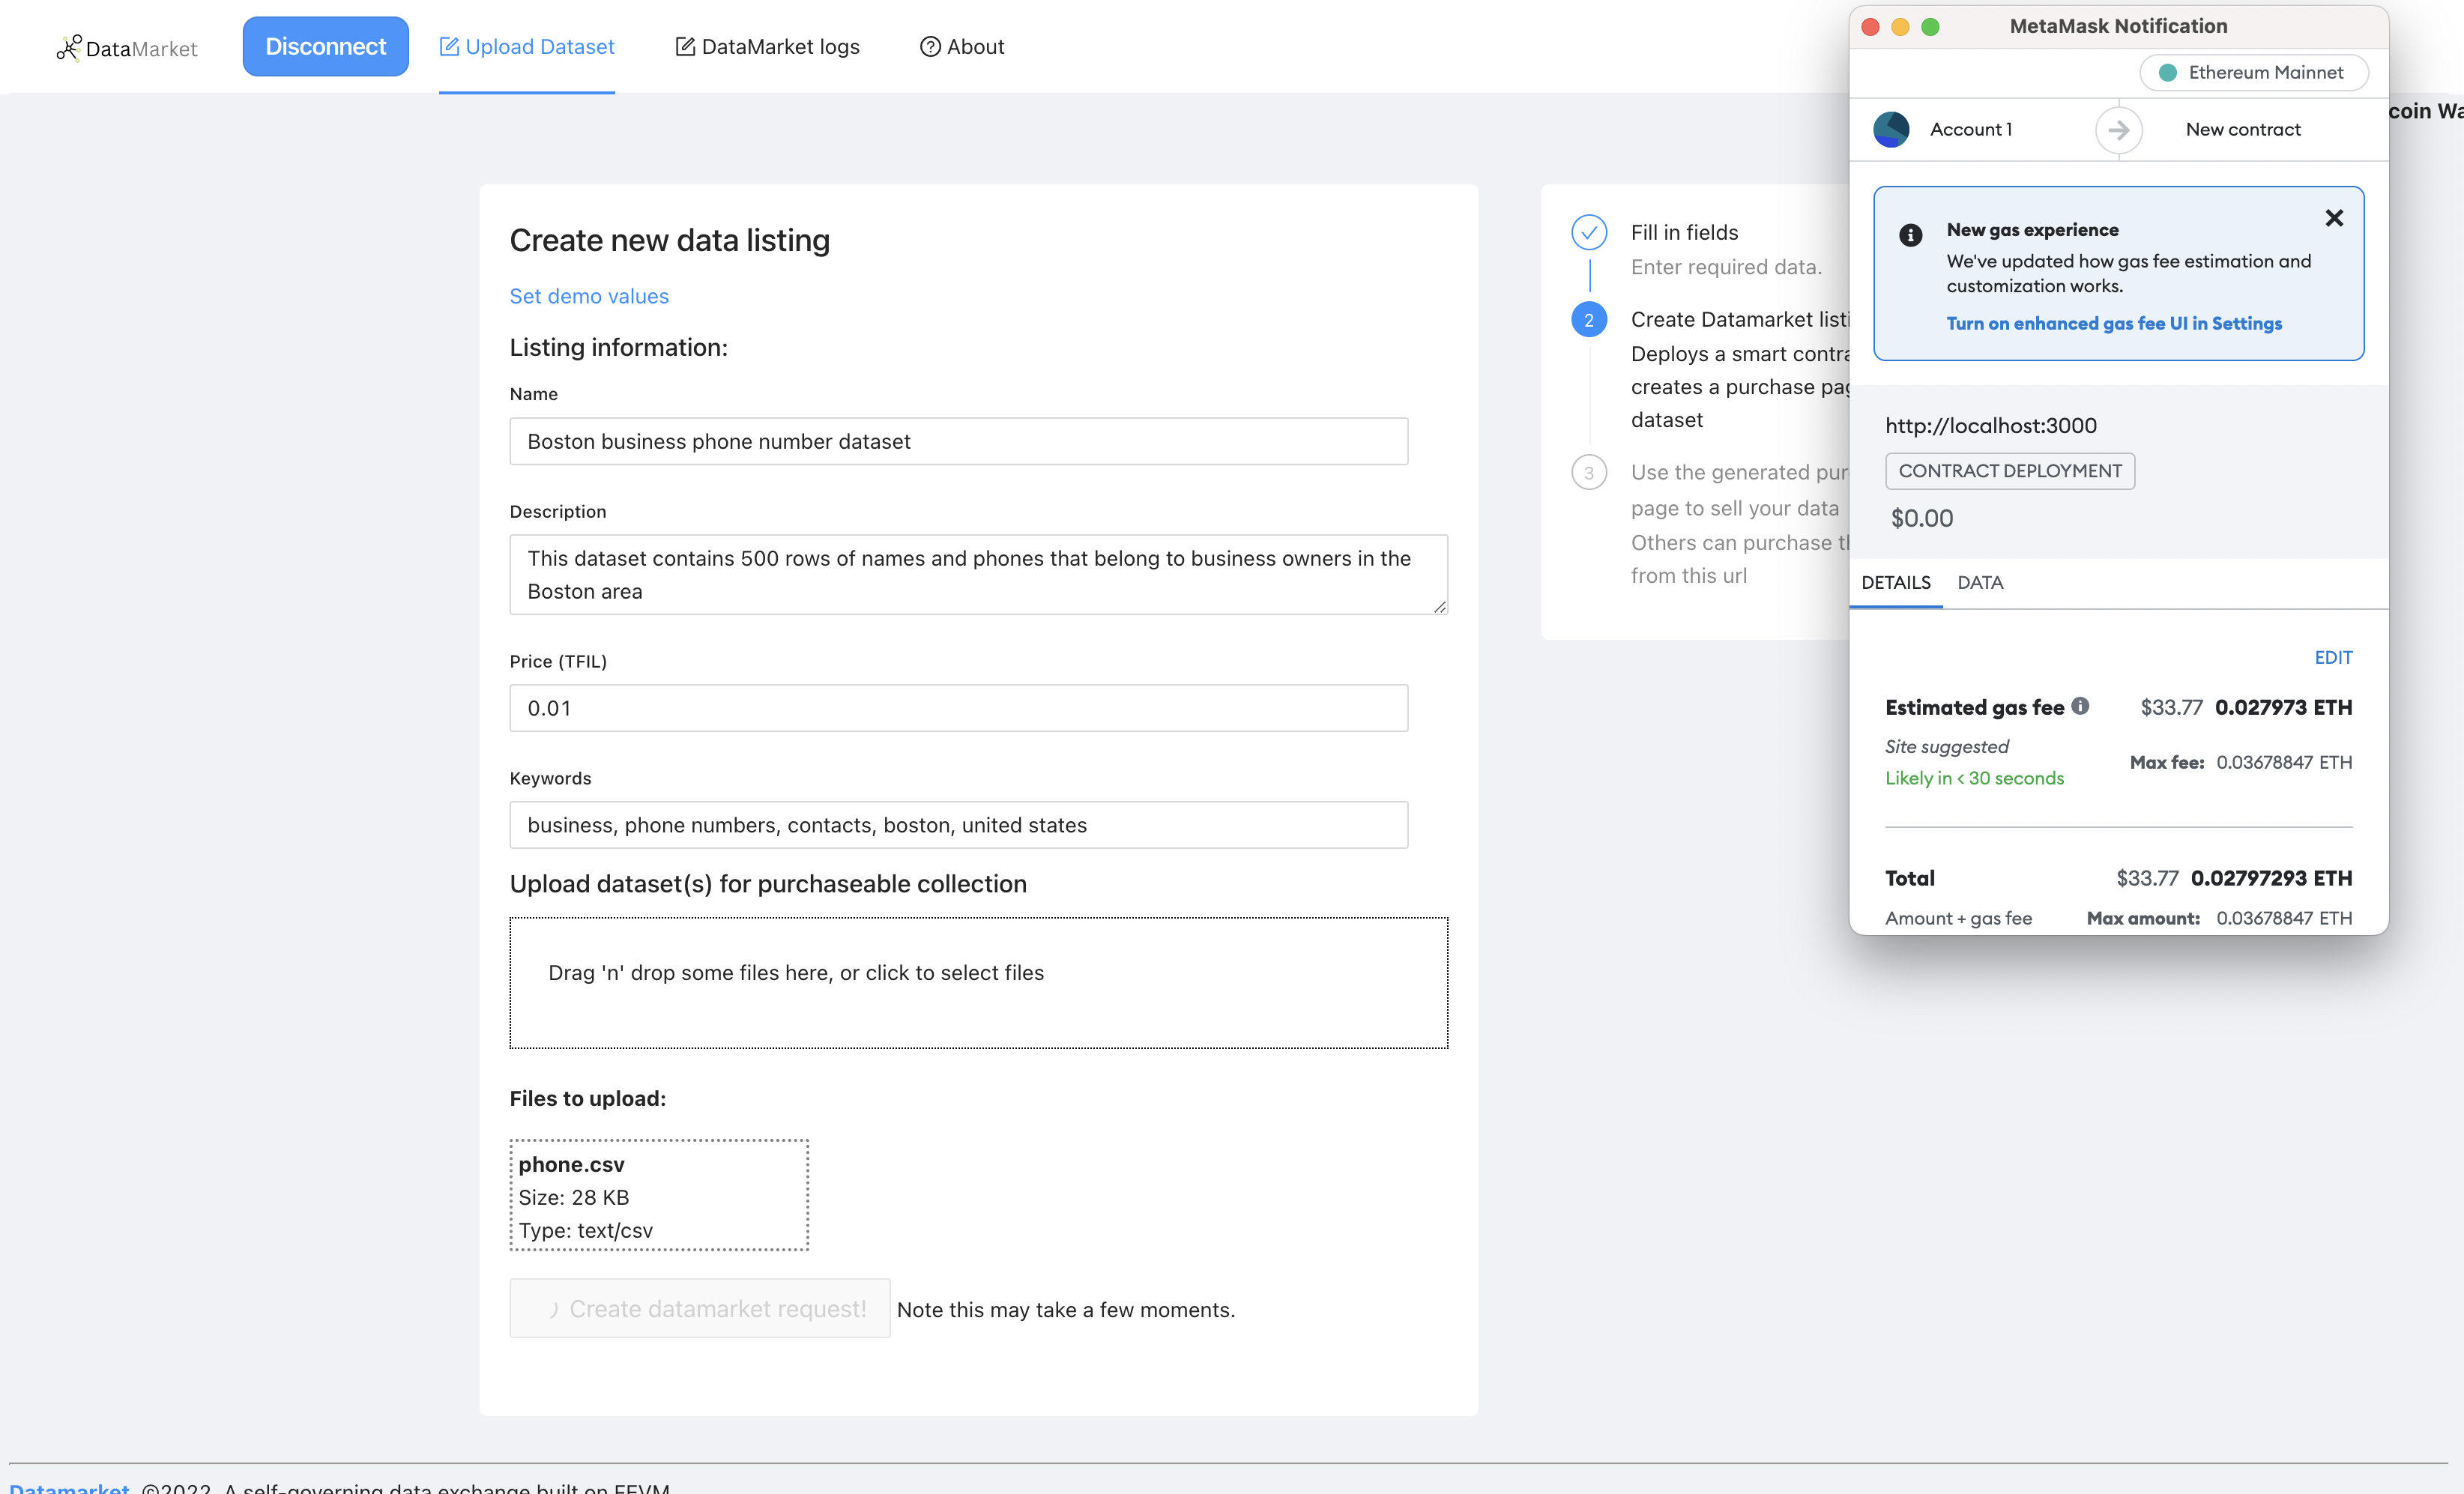 DataMarket
Disconnect
Upload Dataset
DataMarket logs
About
Create new data listing
Set demo values
Listing information:
Name
Boston business phone number dataset
Description
This dataset contains 500 rows of names and phones that belong to business owners in the
Boston area
Price (TFIL)
0.01
Keywords
business, phone numbers, contacts, boston, united states
Upload dataset(s) for purchaseable collection
Drag 'n' drop some files here, or click to select files
Files to upload:
phone.csv
Size: 28 KB
Type: text/csv
Create datamarket request!
Note this may take a few moments.
Fill in fields
Enter required data.
2
Create Datamarket
Deploys a smart
creates a purchase
dataset
3
Use the generated
page to sell your data
Others can purchase
from this url
MetaMask Notification
Ethereum Mainnet
Account 1
New contract
New gas experience
We've updated how gas fee estimation and
customization works.
Turn on enhanced gas fee UI in Settings
http://localhost:3000
CONTRACT DEPLOYMENT
$0.00
DETAILS
DATA
EDIT
Estimated gas fee
$33.77 0.027973 ETH
Site suggested
Likely in < 30 seconds
Max fee: 0.03678847 ETH
Total
$33.77 0.02797293 ETH
Amount + gas fee
Max amount: 0.03678847 ETH
Datamarket ©2022. A self-governing data exchange built on FEVM